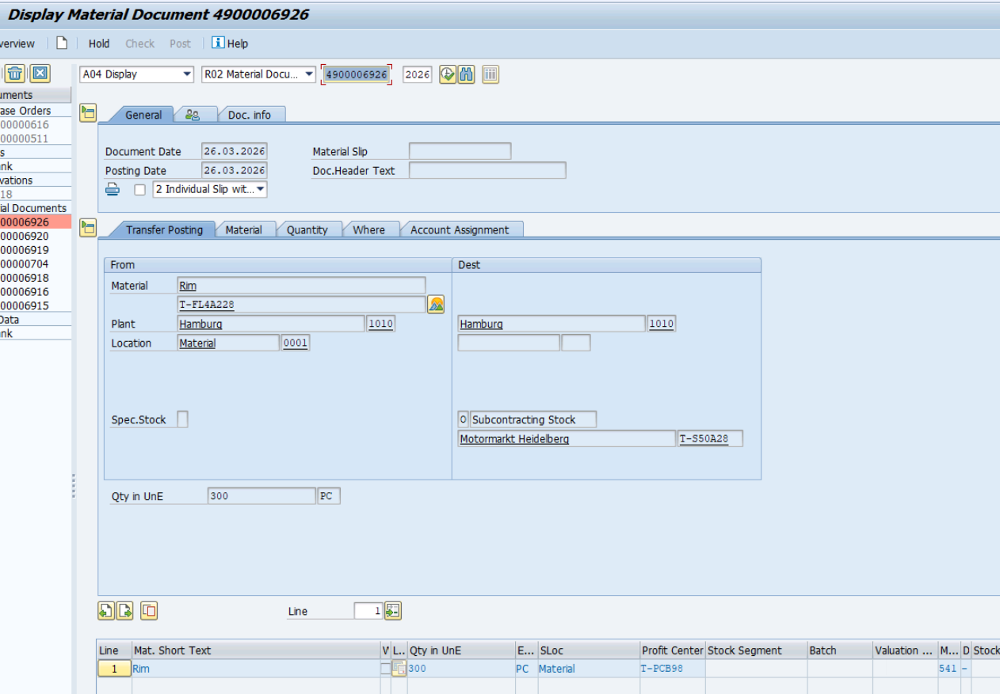 Display Material Document 4900006926
verview Hold Check Post Help
A04 Display R02 Material Docu... 4900006926 2026
uments
ase Orders
00000616
00000511
s
nk
vations
18
ial Documents
00006926
00006920
00006919
00000704
00006918
00006916
00006915
Data
nk
General Doc. info
Document Date 26.03.2026 Material Slip
Posting Date 26.03.2026 Doc.Header Text
2 Individual Slip wit...
Transfer Posting Material Quantity Where Account Assignment
From Dest
Material Rim
T-FL4A228
Plant Hamburg 1010 Hamburg 1010
Location Material 0001
Spec.Stock O Subcontracting Stock
Motormarkt Heidelberg T-S50A28
Qty in UnE 300 PC
Line 1
Line Mat. Short Text V L.. Qty in UnE E... SLoc Profit Center Stock Segment Batch Valuation ... M... D Stock
1 Rim 300 PC Material T-PCB98 541 -